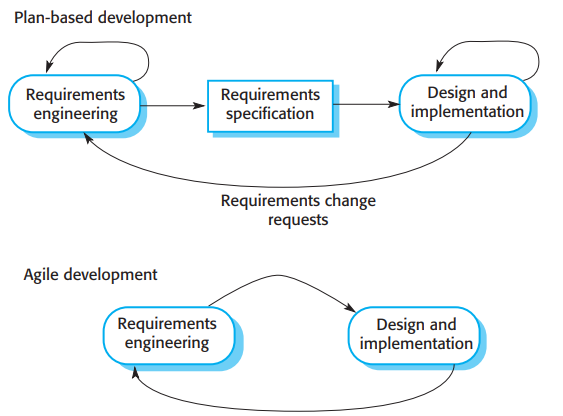 Plan-based development
Requirements
engineering
Requirements
specification
Design and
implementation
Requirements change
requests
Agile development
Requirements
engineering
Design and
implementation